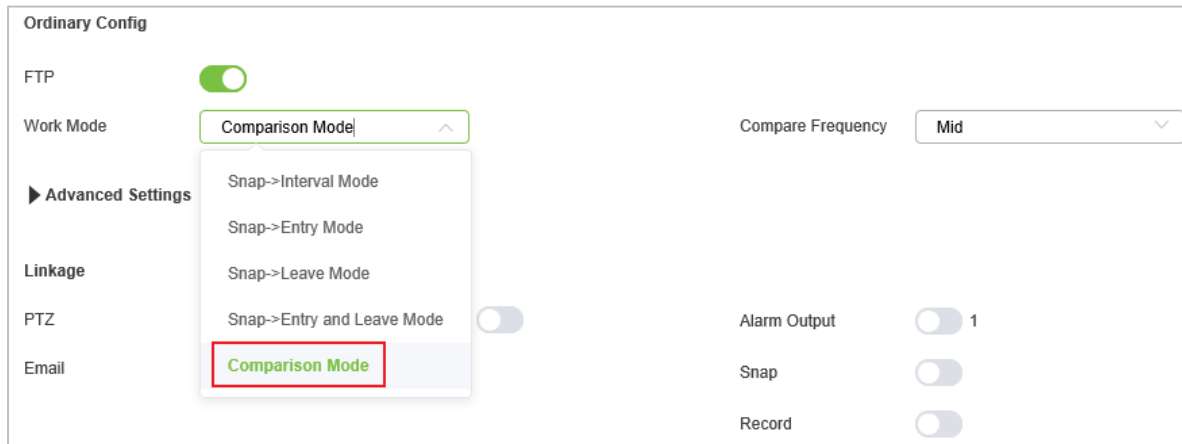 Ordinary Config
FTP
Work Mode
Comparison Mode
Compare Frequency
Mid
Snap->Interval Mode
Advanced Settings
Snap->Entry Mode
Linkage
Snap->Leave Mode
PTZ
Snap->Entry and Leave Mode
Alarm Output
1
Email
Comparison Mode
Snap
Record